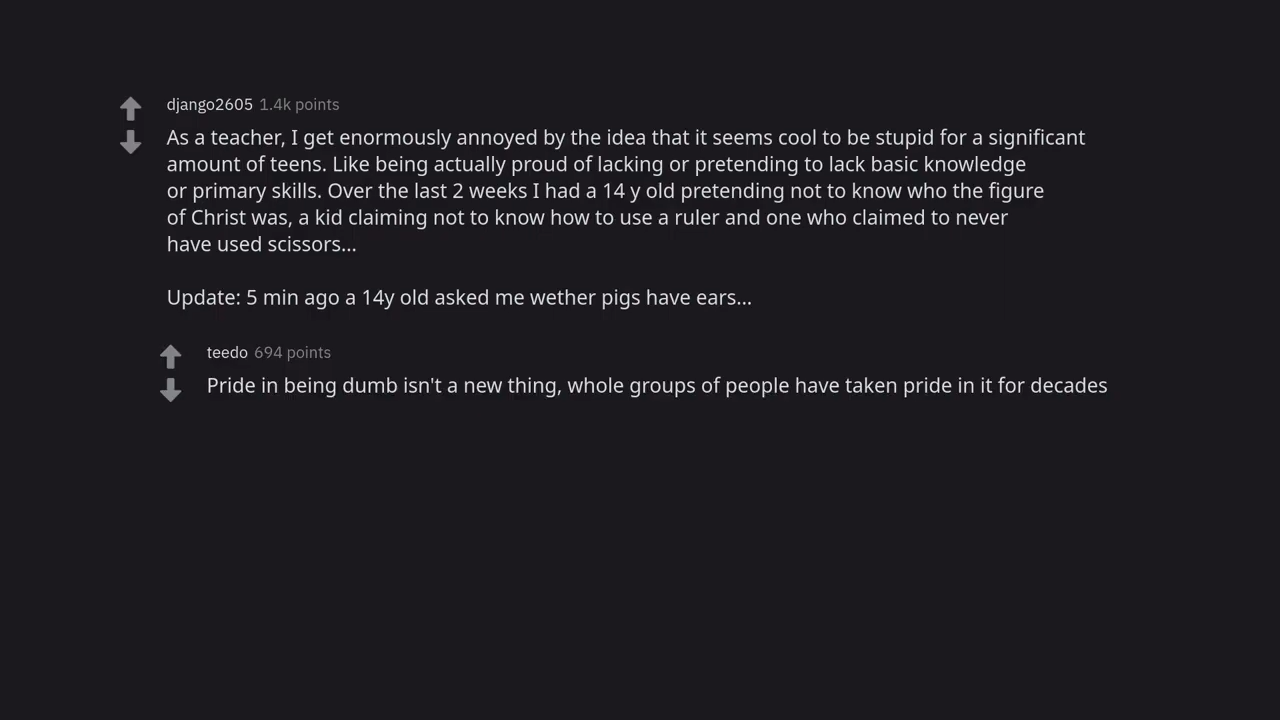 django2605 1.4k points
As a teacher, I get enormously annoyed by the idea that it seems cool to be stupid for a significant
amount of teens. Like being actually proud of lacking or pretending to lack basic knowledge
or primary skills. Over the last 2 weeks I had a 14 y old pretending not to know who the figure
of Christ was, a kid claiming not to know how to use a ruler and one who claimed to never
have used scissors...
Update: 5 min ago a 14y old asked me wether pigs have ears...
teedo 694 points
Pride in being dumb isn't a new thing, whole groups of people have taken pride in it for decades